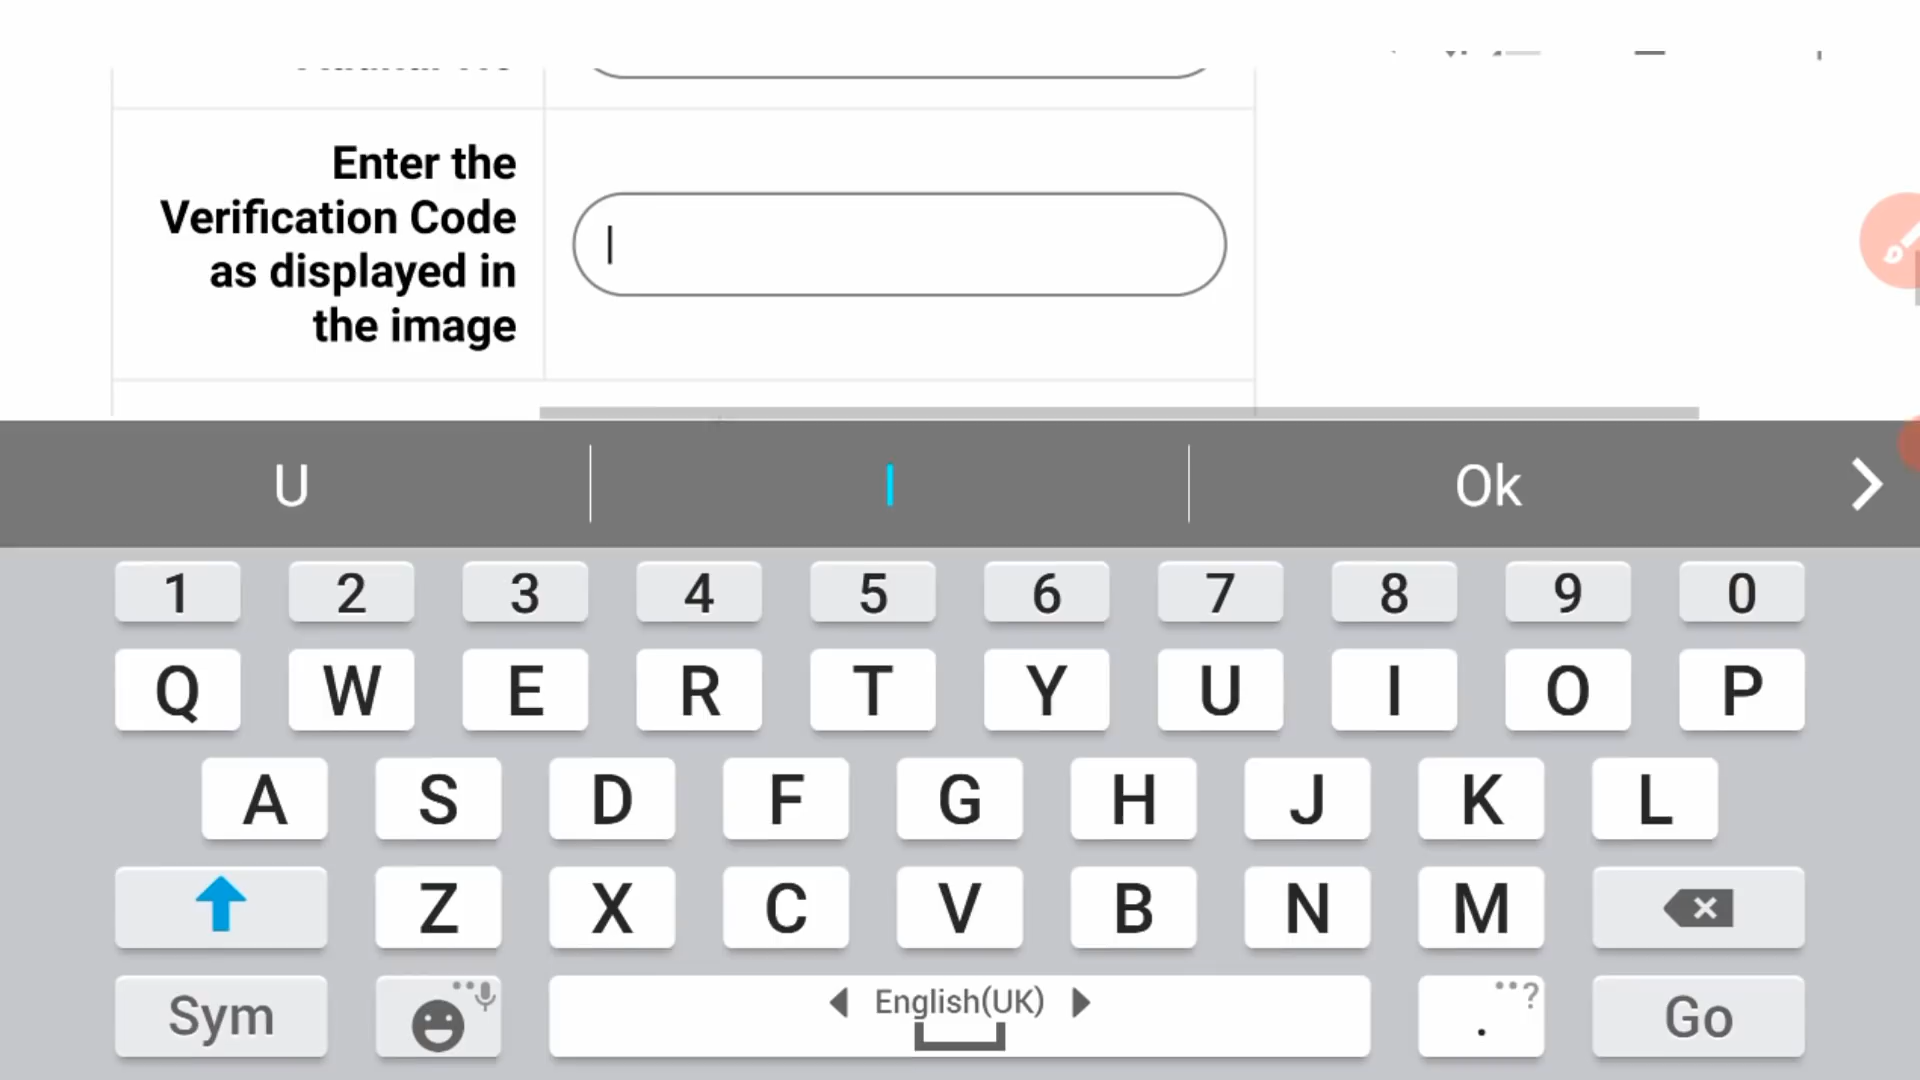 Enter the
Verification Code
as displayed in
the image
U I Ok
1 2 3 4 5 6 7 8 9 0
Q W E R T Y U I O P
A S D F G H J K L
Z X C V B N M
Sym English(UK) . ? Go